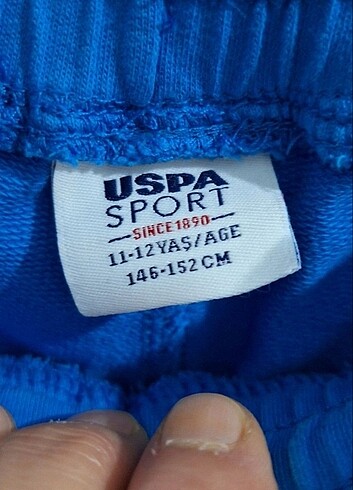 USPA
SPORT
SINCE 1890
11-12 YAŞ/AGE
146-152 CM